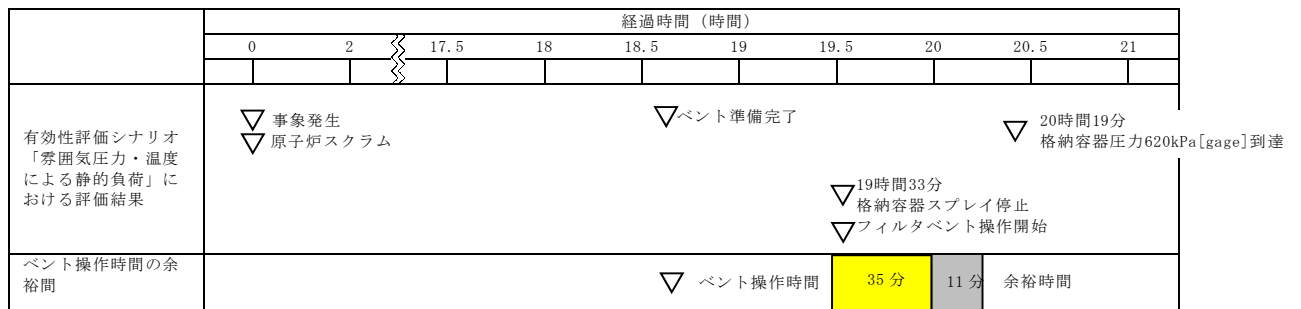 経過時間(時間)
0 2 17.5 18 18.5 19 19.5 20 20.5 21
有効性評価シナリオ
「雰囲気圧力・温度
による静的負荷」に
おける評価結果
▽事象発生
▽原子炉スクラム
▽ベント準備完了
▽19時間33分
格納容器スプレイ停止
▽フィルタベント操作開始
▽ 20時間19分
格納容器圧力620kPa[gage]到達
ベント操作時間の余
裕間
▽ ベント操作時間 35 分 11 分 余裕時間